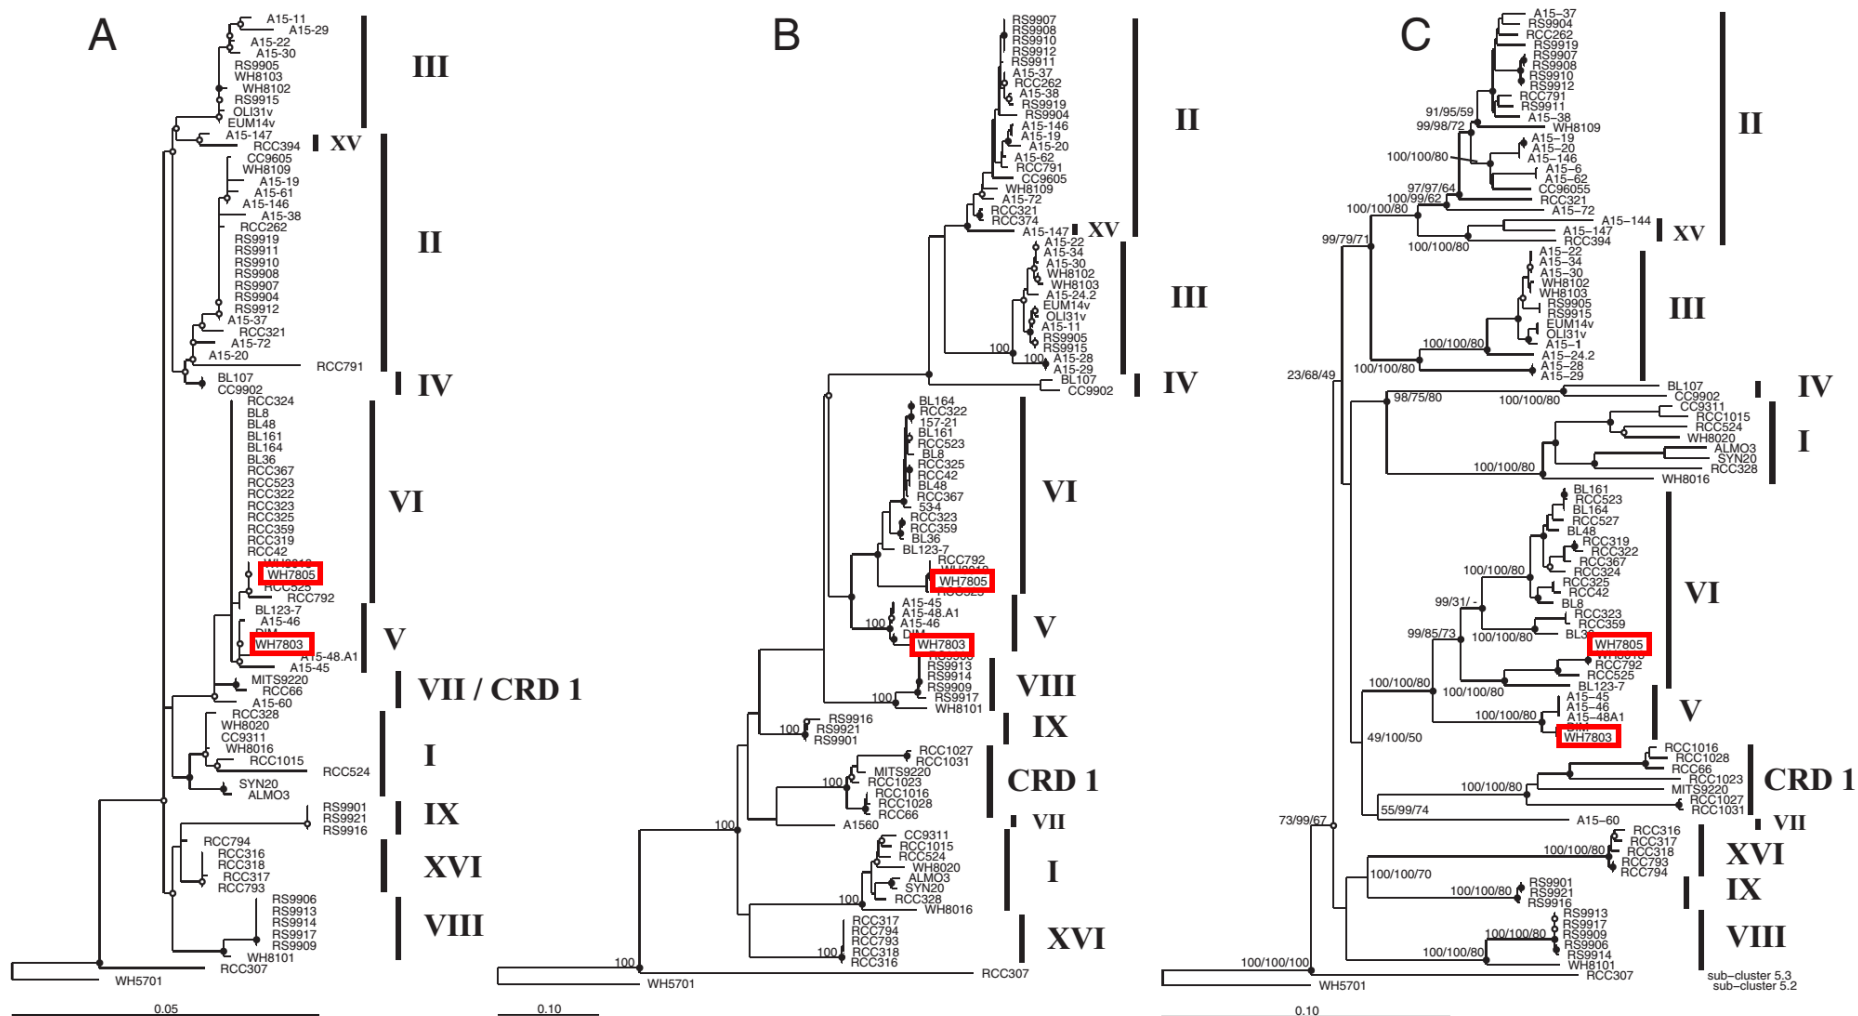 A
A15-11
A15-29
A15-22
A15-30
RS9905
WH8103
WH8102
RS9915
OLI31v
EUM14v
III
A15-147
RCC394
XV
CC9605
WH8109
A15-19
A15-61
A15-146
A15-38
RCC262
RS9919
RS9911
RS9910
RS9908
RS9907
RS9904
RS9912
A15-37
RCC321
A15-72
A15-20
RCC791
II
BL107
CC9902
IV
RCC324
BL8
BL48
BL161
BL164
BL36
RCC367
RCC523
RCC322
RCC323
RCC325
RCC359
RCC319
RCC42
WH7805
RCC525
RCC792
VI
BL123-7
A15-46
WH7803
A15-48.A1
A15-45
V
MITS9220
RCC66
A15-60
VII / CRD 1
RCC328
WH8020
CC9311
WH8016
RCC1015
RCC524
SYN20
ALMO3
I
RS9901
RS9921
RS9916
IX
RCC794
RCC316
RCC318
RCC317
RCC793
XVI
RS9906
RS9913
RS9914
RS9917
RS9909
WH8101
VIII
RCC307
WH5701
0.05
B
RS9907
RS9908
RS9910
RS9912
RS9911
A15-37
RCC262
A15-38
RS9919
RS9904
A15-146
A15-19
A15-20
A15-62
RCC791
CC9605
WH8109
A15-72
RCC321
RCC374
II
A15-147
XV
A15-22
A15-34
A15-30
WH8102
WH8103
A15-24.2
EUM14v
OLI31v
A15-11
RS9905
RS9915
100
100
A15-28
A15-29
III
BL107
CC9902
IV
BL164
RCC322
157-21
BL161
RCC523
BL8
RCC325
RCC42
BL48
RCC367
534
RCC323
RCC359
BL36
BL123-7
RCC792
WH7805
VI
A15-45
A15-48.A1
A15-46
100
WH7803
V
RS9913
RS9914
RS9909
RS9917
100
WH8101
VIII
RS9916
100
RS9921
RS9901
IX
RCC1027
RCC1031
MITS9220
100
RCC1023
RCC1016
RCC1028
RCC66
CRD 1
100
A1560
VII
CC9311
RCC1015
RCC524
WH8020
ALMO3
SYN20
RCC328
100
WH8016
I
RCC317
RCC794
RCC793
100
RCC318
RCC316
XVI
100
RCC307
WH5701
0.10
C
A15-37
RS9904
RCC262
RS9919
RS9907
RS9908
RS9910
RS9912
RCC791
RS9911
A15-38
91/95/59
WH8109
99/98/72
A15-19
A15-20
A15-146
100/100/80
A15-6
A15-62
CC96055
97/97/64
RCC321
100/99/62
A15-72
100/100/80
II
A15-144
A15-147
RCC394
100/100/80
XV
99/79/71
A15-22
A15-34
A15-30
WH8102
WH8103
RS9905
RS9915
EUM14v
OLI31v
A15-1
100/100/80
A15-24.2
A15-28
A15-29
100/100/80
III
23/68/49
BL107
CC9902
98/75/80
100/100/80
IV
CC9311
RCC1015
RCC524
WH8020
ALMO3
SYN20
RCC328
100/100/80
WH8016
I
BL161
RCC523
BL164
RCC527
BL48
RCC319
RCC322
RCC367
RCC324
100/100/80
RCC325
RCC42
BL8
99/31/ -
RCC323
RCC359
100/100/80
99/85/73
WH7805
RCC792
RCC525
BL123-7
100/100/80
100/100/80
VI
A15-45
A15-46
A15-48A1
100/100/80
WH7803
V
49/100/50
RCC1016
RCC1028
RCC66
RCC1023
MITS9220
100/100/80
RCC1027
RCC1031
CRD 1
55/99/74
A15-60
VII
73/99/67
RCC316
RCC317
RCC318
RCC793
RCC794
100/100/80
XVI
100/100/70
RS9901
RS9921
RS9916
100/100/80
IX
RS9913
RS9917
RS9909
RS9906
RS9914
100/100/80
WH8101
100/100/80
VIII
100/100/100
RCC307
sub-cluster 5.3
WH5701
sub-cluster 5.2
0.10